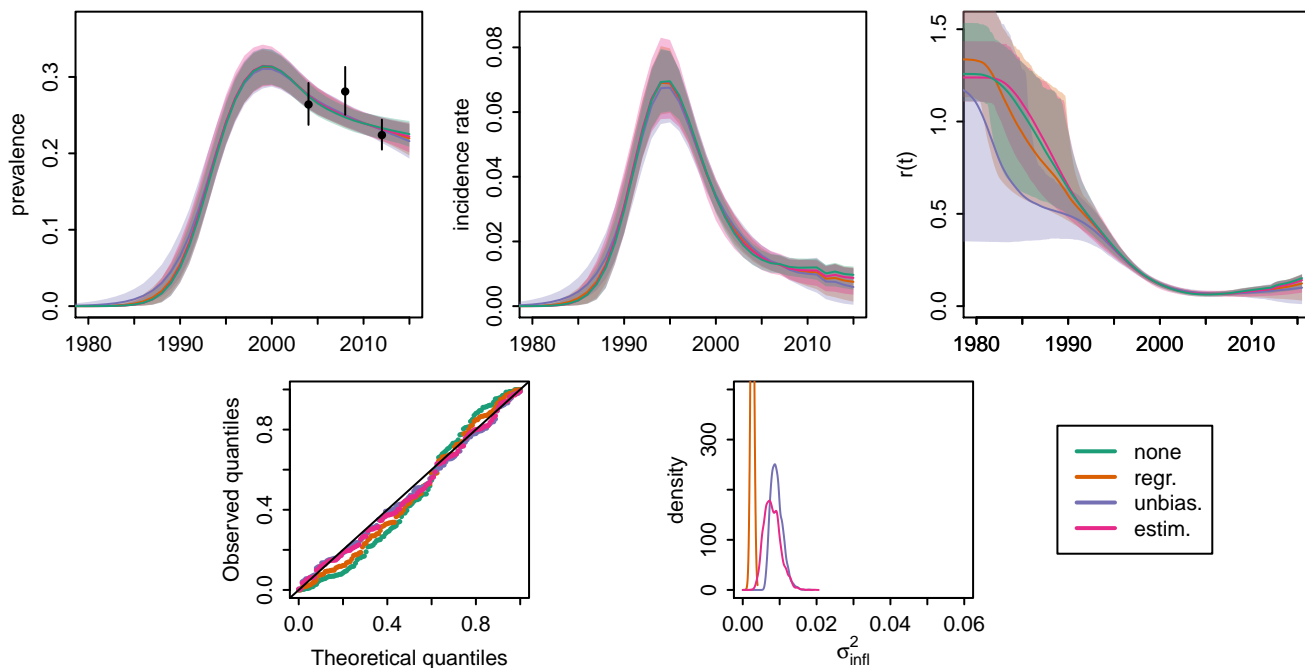 prevalence
0.0 0.1 0.2 0.3
1980 1990 2000 2010
incidence rate
0.00 0.02 0.04 0.06 0.08
1980 1990 2000 2010
r(t)
0.0 0.5 1.0 1.5
1980 1990 2000 2010
Observed quantiles
0.0 0.4 0.8
0.0 0.4 0.8
Theoretical quantiles
density
0 100 300
0.00 0.02 0.04 0.06
σ²infl
none
regr.
unbias.
estim.